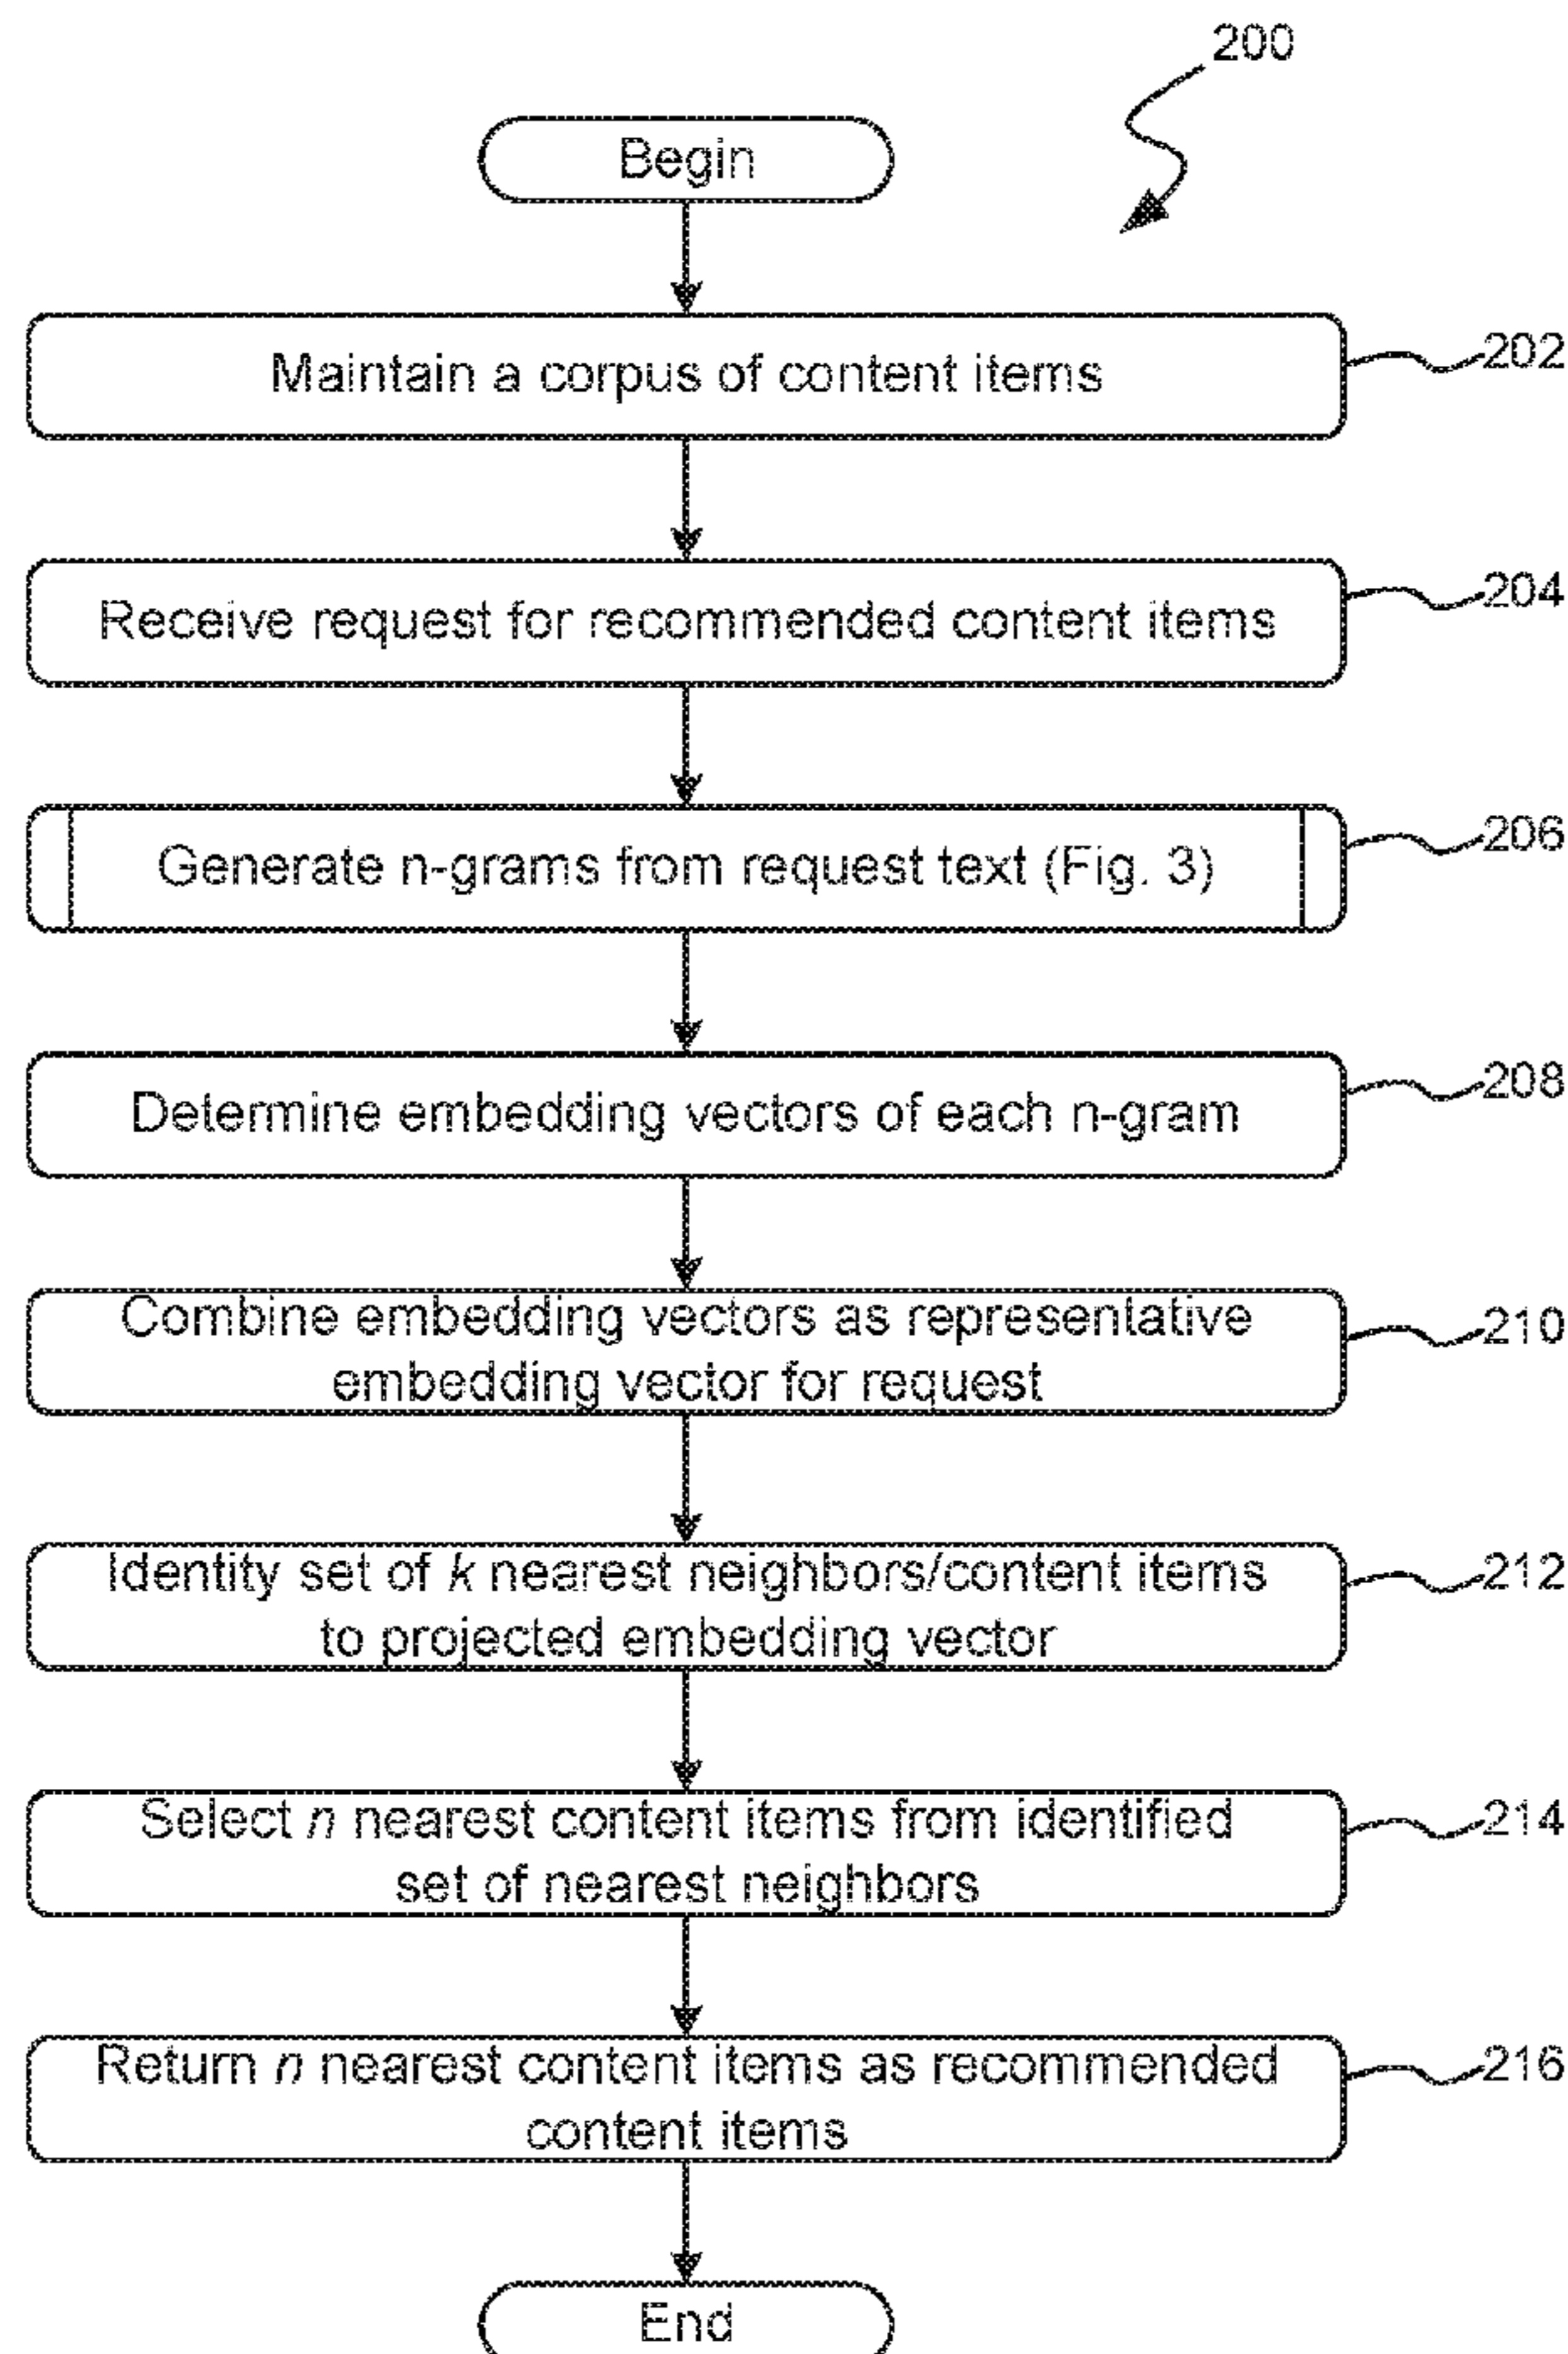 200
Begin
Maintain a corpus of content items
202
Receive request for recommended content items
204
Generate n-grams from request text (Fig. 3)
206
Determine embedding vectors of each n-gram
208
Combine embedding vectors as representative
embedding vector for request
210
Identity set of k nearest neighbors/content items
to projected embedding vector
212
Select n nearest content items from identified
set of nearest neighbors
214
Return n nearest content items as recommended
content items
216
End